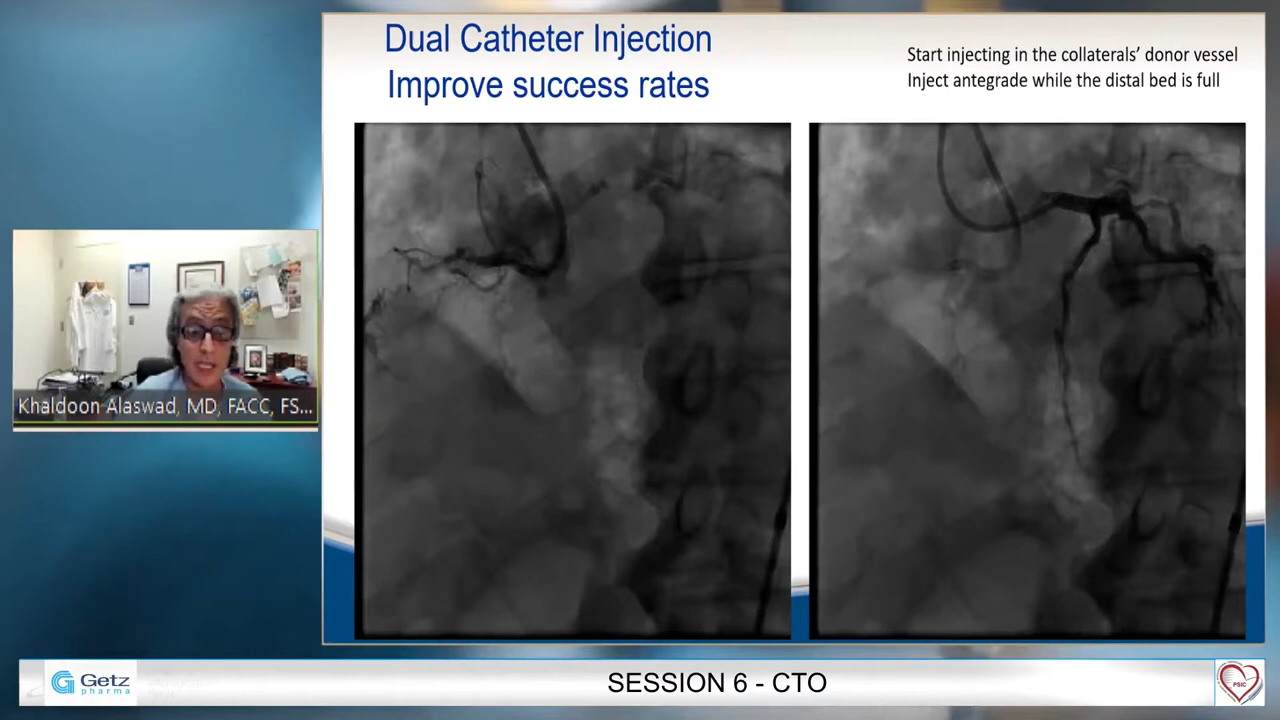 Dual Catheter Injection
Improve success rates
Start injecting in the collaterals’ donor vessel
Inject antegrade while the distal bed is full
Khaldoon Alaswad, MD, FACC, FS...
Getz
pharma
SESSION 6 - CTO
PSIC